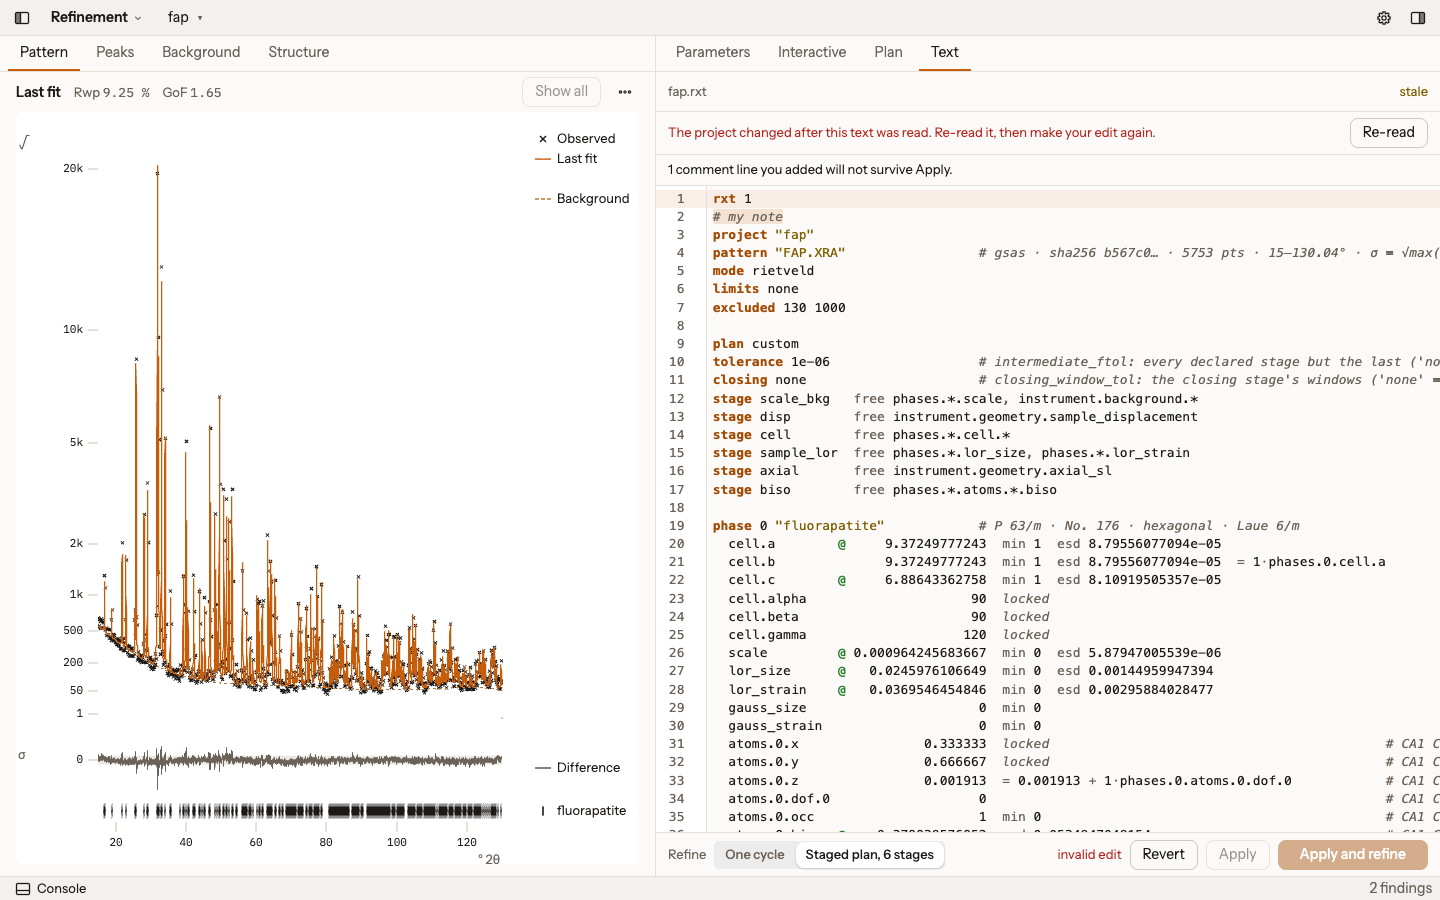 Refinement fap
Pattern Peaks Background Structure
Last fit Rwp 9.25 % GoF 1.65 Show all
√
20k
10k
5k
2k
1k
500
200
50
1
σ
0
20 40 60 80 100 120
°2θ
Observed
Last fit
Background
Difference
fluorapatite
Parameters Interactive Plan Text
fap.rxt stale
The project changed after this text was read. Re-read it, then make your edit again. Re-read
1 comment line you added will not survive Apply.
1 rxt 1
2 # my note
3 project "fap"
4 pattern "FAP.XRA" # gsas · sha256 b567c0… · 5753 pts · 15–130.04° · σ = √max(
5 mode rietveld
6 limits none
7 excluded 130 1000
8
9 plan custom
10 tolerance 1e-06 # intermediate_ftol: every declared stage but the last ('no
11 closing none # closing_window_tol: the closing stage's windows ('none' =
12 stage scale_bkg free phases.*.scale, instrument.background.*
13 stage disp free instrument.geometry.sample_displacement
14 stage cell free phases.*.cell.*
15 stage sample_lor free phases.*.lor_size, phases.*.lor_strain
16 stage axial free instrument.geometry.axial_sl
17 stage biso free phases.*.atoms.*.biso
18
19 phase 0 "fluorapatite" # P 63/m · No. 176 · hexagonal · Laue 6/m
20 cell.a @ 9.37249777243 min 1 esd 8.79556077094e-05
21 cell.b 9.37249777243 min 1 esd 8.79556077094e-05 = 1·phases.0.cell.a
22 cell.c @ 6.88643362758 min 1 esd 8.10919505357e-05
23 cell.alpha 90 locked
24 cell.beta 90 locked
25 cell.gamma 120 locked
26 scale @ 0.000964245683667 min 0 esd 5.87947005539e-06
27 lor_size @ 0.0245976106649 min 0 esd 0.00144959947394
28 lor_strain @ 0.0369546454846 min 0 esd 0.00295884028477
29 gauss_size 0 min 0
30 gauss_strain 0 min 0
31 atoms.0.x 0.333333 locked # CA1 C
32 atoms.0.y 0.666667 locked # CA1 C
33 atoms.0.z 0.001913 = 0.001913 + 1·phases.0.atoms.0.dof.0 # CA1 C
34 atoms.0.dof.0 0 # CA1 C
35 atoms.0.occ 1 min 0 # CA1 C
Refine One cycle Staged plan, 6 stages invalid edit Revert Apply Apply and refine
Console 2 findings